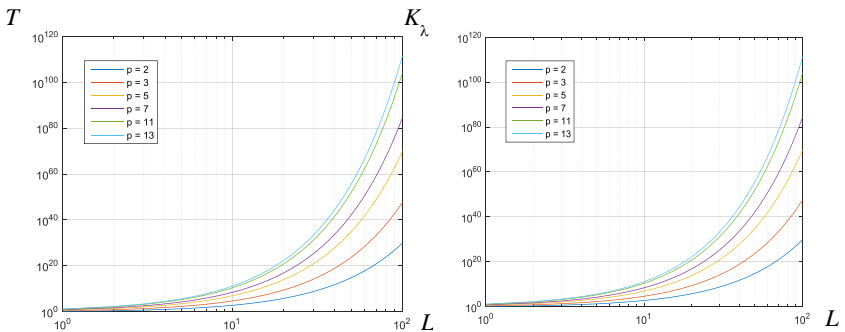 T
10^120
10^100
10^80
10^60
10^40
10^20
10^0
p = 2
p = 3
p = 5
p = 7
p = 11
p = 13
10^0
10^1
10^2
L
K_λ
10^120
10^100
10^80
10^60
10^40
10^20
10^0
p = 2
p = 3
p = 5
p = 7
p = 11
p = 13
10^0
10^1
10^2
L